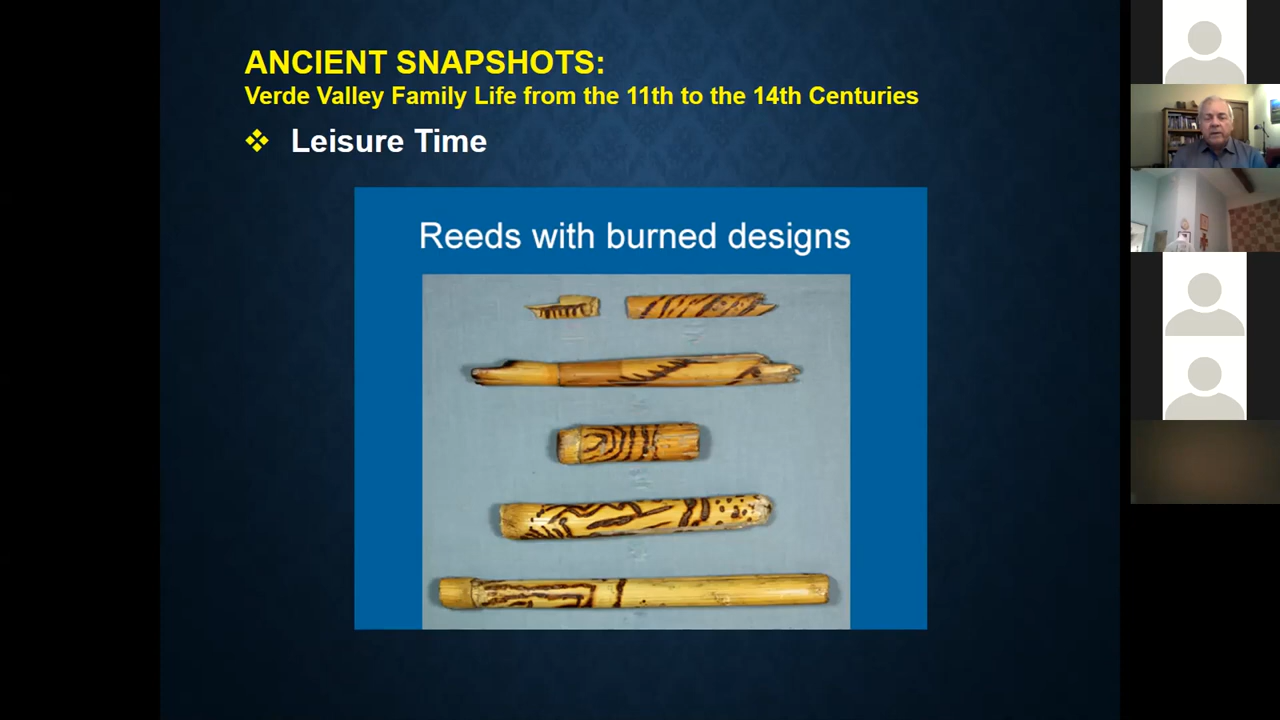 ANCIENT SNAPSHOTS:
Verde Valley Family Life from the 11th to the 14th Centuries
Leisure Time
Reeds with burned designs